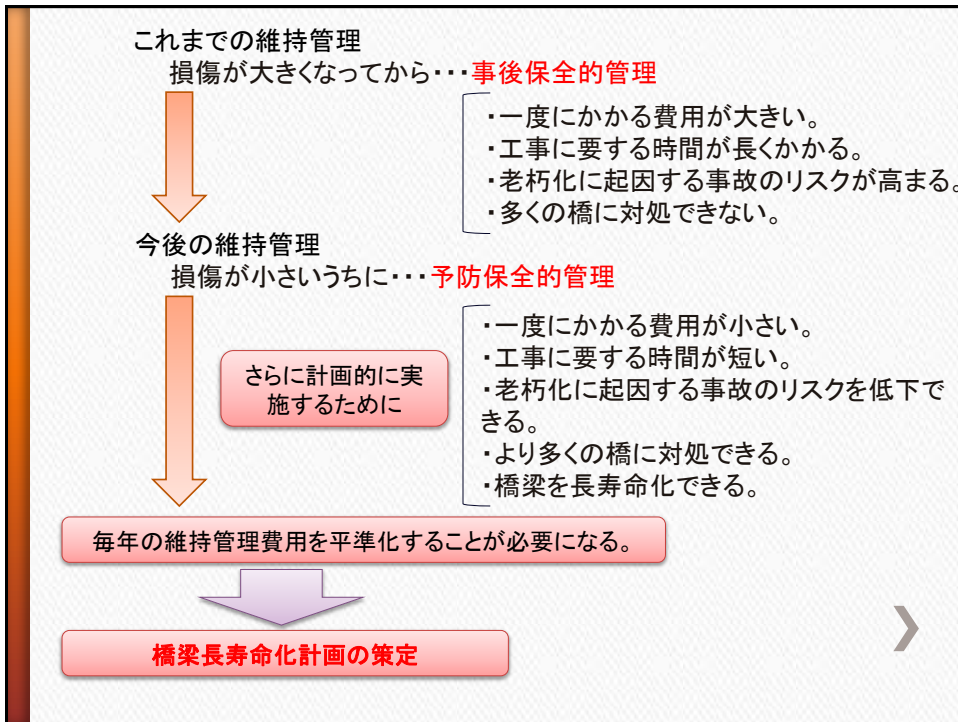 これまでの維持管理
損傷が大きくなってから・・・事後保全的管理
・一度にかかる費用が大きい。
・工事に要する時間が長くかかる。
・老朽化に起因する事故のリスクが高まる。
・多くの橋に対処できない。
今後の維持管理
損傷が小さいうちに・・・予防保全的管理
・一度にかかる費用が小さい。
・工事に要する時間が短い。
・老朽化に起因する事故のリスクを低下で
きる。
・より多くの橋に対処できる。
・橋梁を長寿命化できる。
さらに計画的に実
施するために
毎年の維持管理費用を平準化することが必要になる。
橋梁長寿命化計画の策定